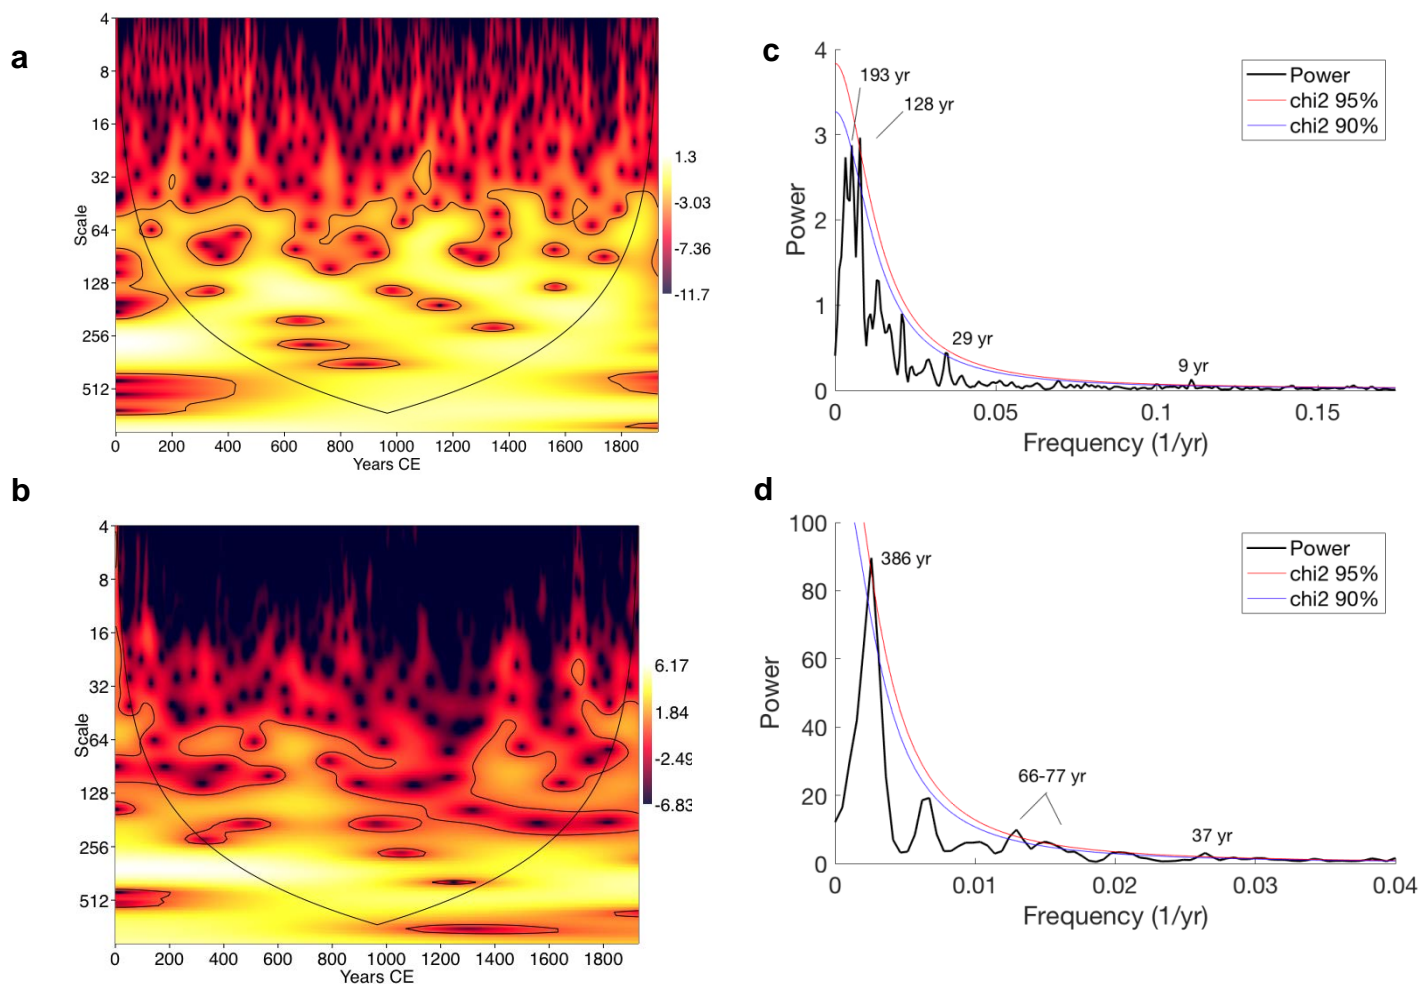 a
4
8
16
32
64
128
256
512
Scale
0 200 400 600 800 1000 1200 1400 1600 1800
Years CE
1.3
-3.03
-7.36
-11.7
b
4
8
16
32
64
128
256
512
Scale
0 200 400 600 800 1000 1200 1400 1600 1800
Years CE
6.17
1.84
-2.49
-6.83
c
4
3
2
1
0
Power
193 yr
128 yr
29 yr
9 yr
Power
chi2 95%
chi2 90%
0 0.05 0.1 0.15
Frequency (1/yr)
d
100
80
60
40
20
0
Power
386 yr
66-77 yr
37 yr
Power
chi2 95%
chi2 90%
0 0.01 0.02 0.03 0.04
Frequency (1/yr)